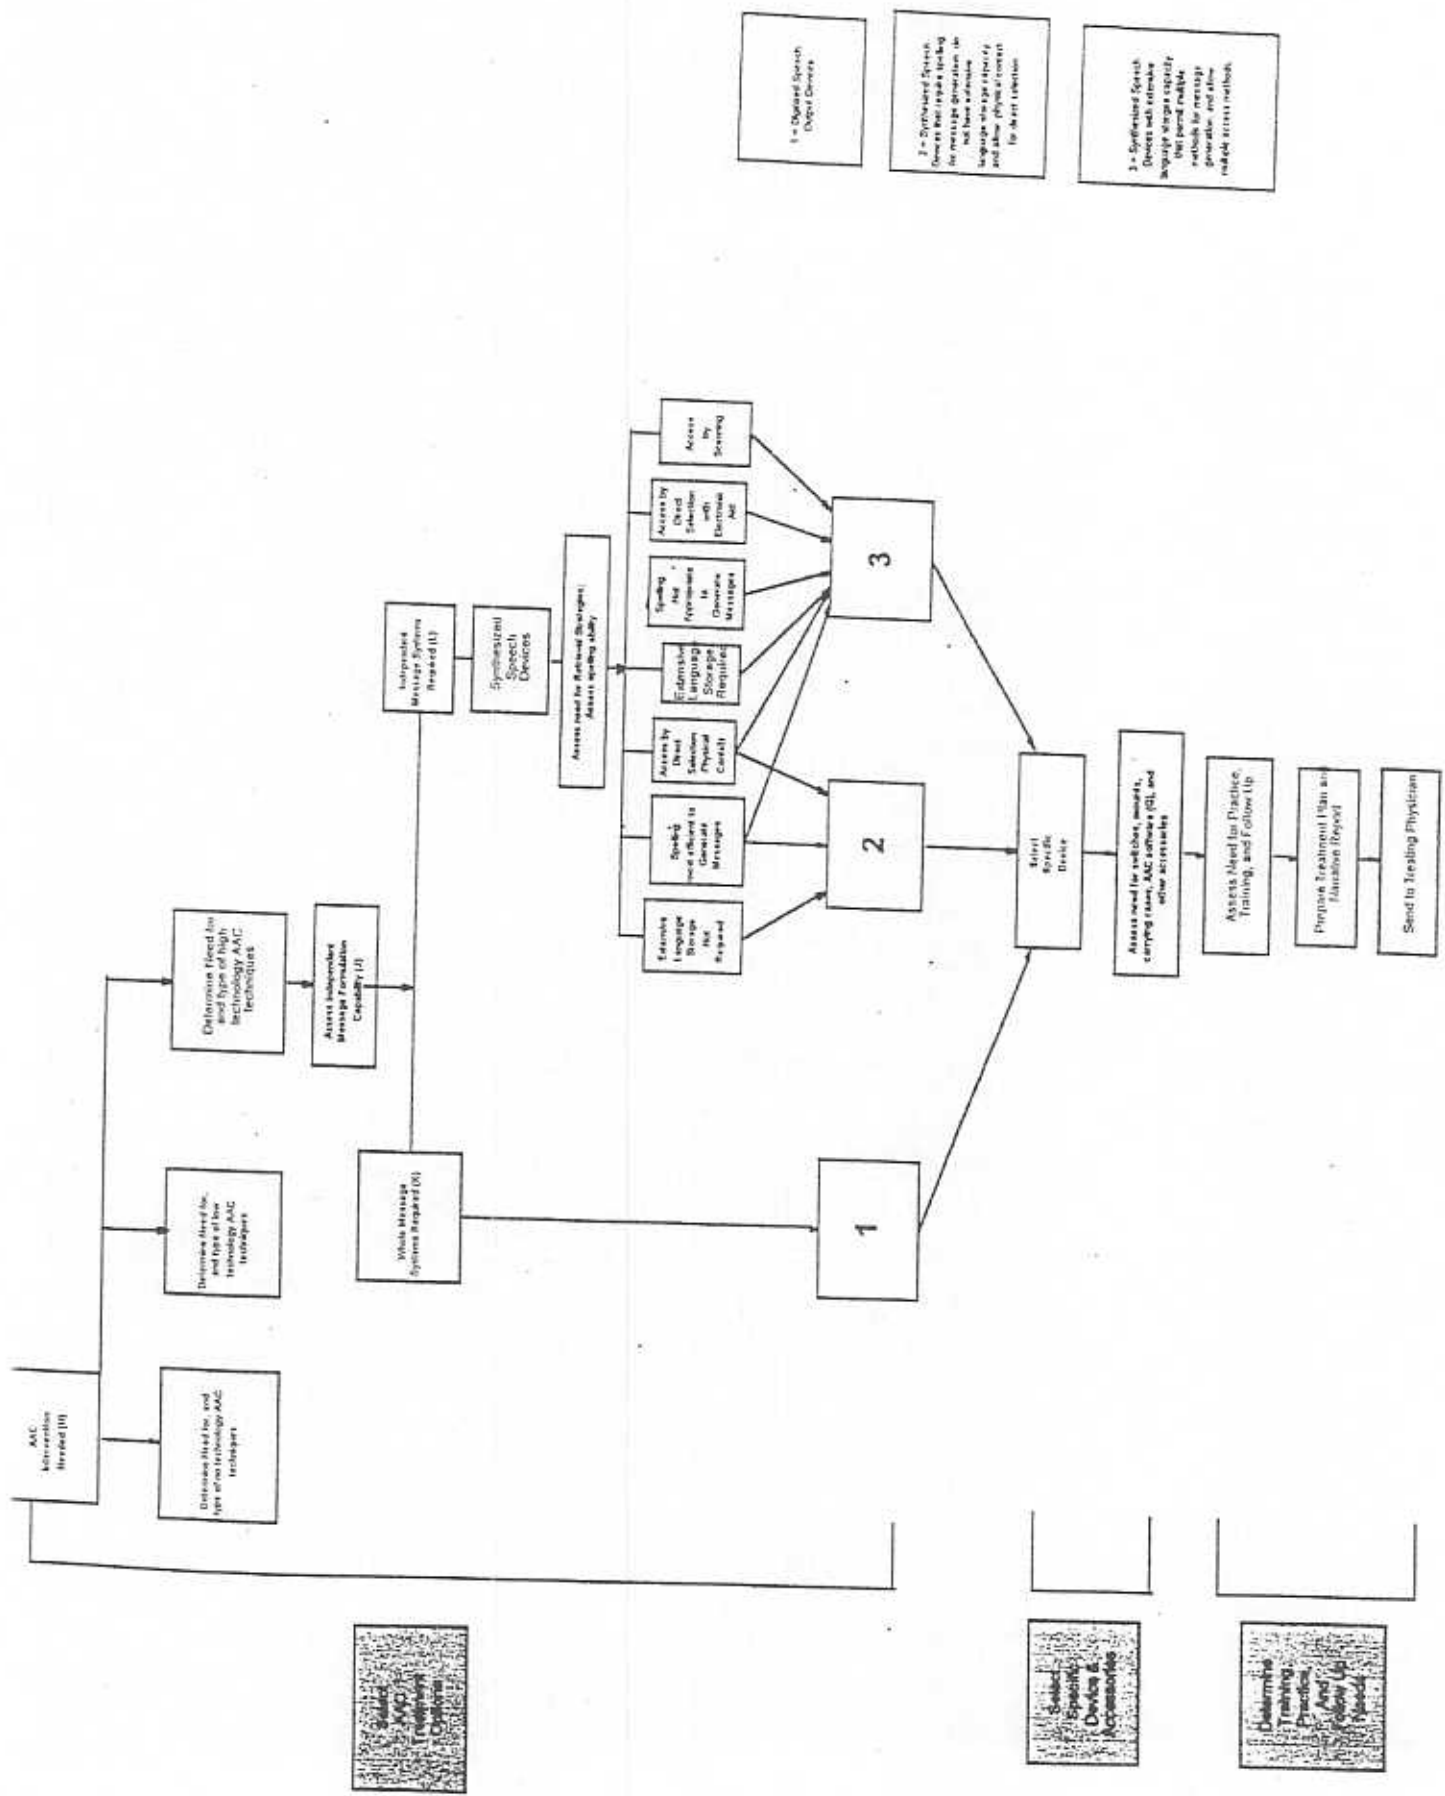 AAC
Intervention
Needed (H)
Determine Need for, and
type of no technology AAC
techniques
Determine Need for,
and type of low
technology AAC
techniques
Determine Need for
and type of high
technology AAC
techniques
Assess Independent
Message Formulation
Capability (J)
Whole Message
Systems Required (K)
Independent
Message Systems
Required (L)
Synthesized
Speech
Devices
Assess need for Retrieval Strategies;
Assess spelling ability
Extensive
Language
Storage
Not
Required
Spelling
most efficient to
Generate
Messages
Access by
Direct
Selection
Physical
Extensive
Language
Storage
Required
Spelling
Not
Appropriate
to
Generate
Messages
Access by
Direct
Selection
with
Electronic
Aid
Access
by
Scanning
1
2
3
Select
Specific
Device
Assess need for switches, mounts,
carrying cases, AAC software (Q), and
other accessories
Assess Need for Practice,
Training, and Follow Up
Prepare Treatment Plan and
Narrative Report
Send to Treating Physician
1 = Digitized Speech
Output Devices
2 = Synthesized Speech
Devices that require spelling
for message generation, do
not have extensive
language storage capacity
and allow physical contact
for direct selection
3 = Synthesized Speech
Devices with extensive
language storage capacity
that permit multiple
methods for message
generation and allow
multiple access methods.
Select
AAC
Treatment
Options
Select
Specific
Device &
Accessories
Determine
Training,
Practice,
And
Follow Up
Needs